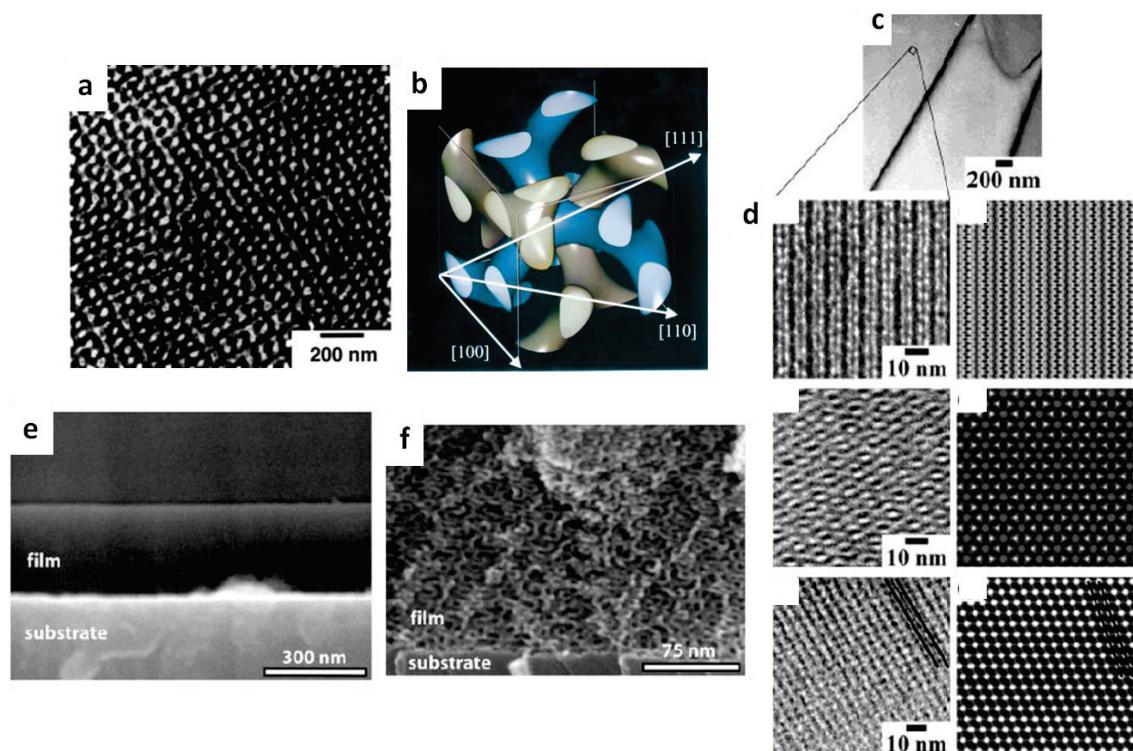 a
200 nm
b
[111]
[110]
[100]
c
200 nm
d
10 nm
10 nm
10 nm
e
film
substrate
300 nm
f
film
substrate
75 nm